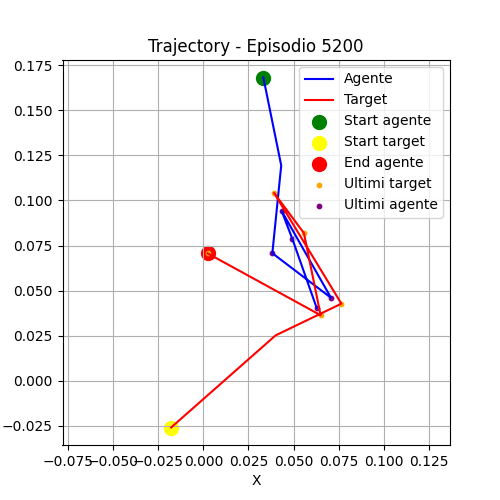 Trajectory - Episodio 5200
0.175
0.150
0.125
0.100
0.075
0.050
0.025
0.000
−0.025
Agente
Target
Start agente
Start target
End agente
Ultimi target
Ultimi agente
−0.075 −0.050 −0.025 0.000 0.025 0.050 0.075 0.100 0.125
X